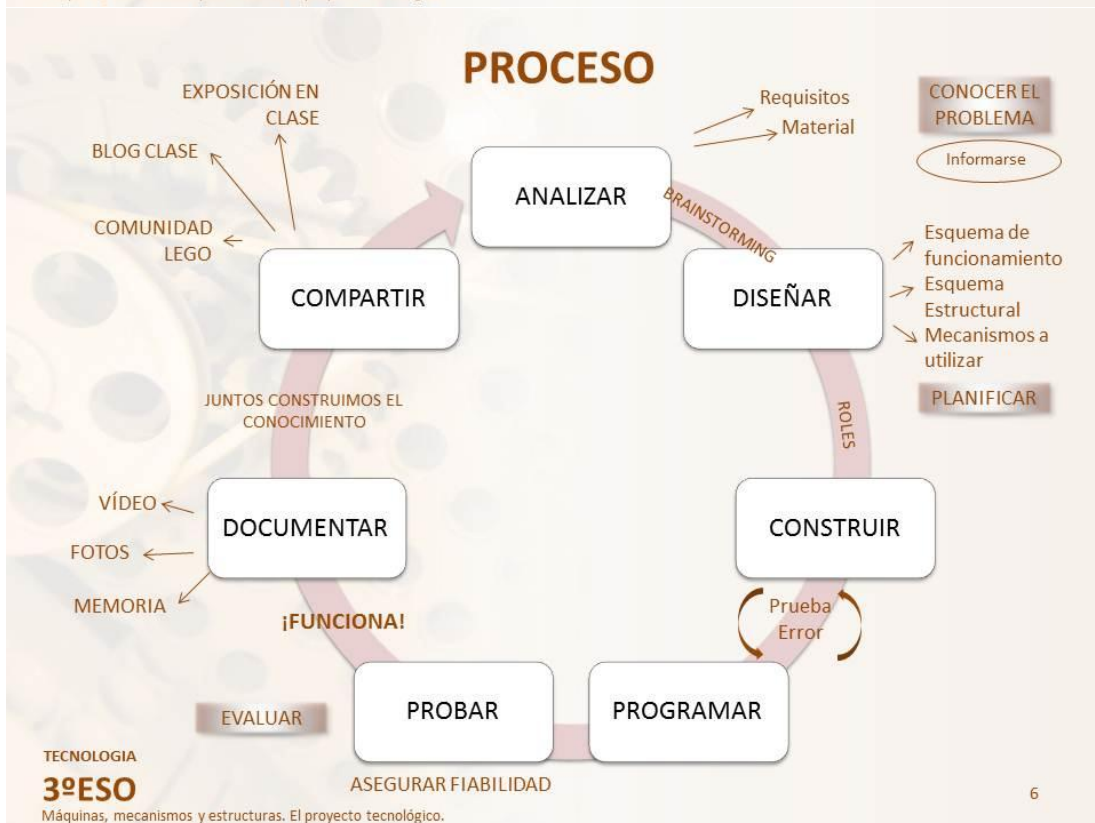 PROCESO
EXPOSICIÓN EN
CLASE
BLOG CLASE
COMUNIDAD
LEGO
Requisitos
Material
CONOCER EL
PROBLEMA
Informarse
ANALIZAR
BRAINSTORMING
DISEÑAR
Esquema de
funcionamiento
Esquema
Estructural
Mecanismos a
utilizar
PLANIFICAR
COMPARTIR
JUNTOS CONSTRUIMOS EL
CONOCIMIENTO
ROLES
VÍDEO
FOTOS
MEMORIA
DOCUMENTAR
CONSTRUIR
Prueba
Error
¡FUNCIONA!
EVALUAR
PROBAR
PROGRAMAR
ASEGURAR FIABILIDAD
TECNOLOGIA
3ºESO
Máquinas, mecanismos y estructuras. El proyecto tecnológico.
6